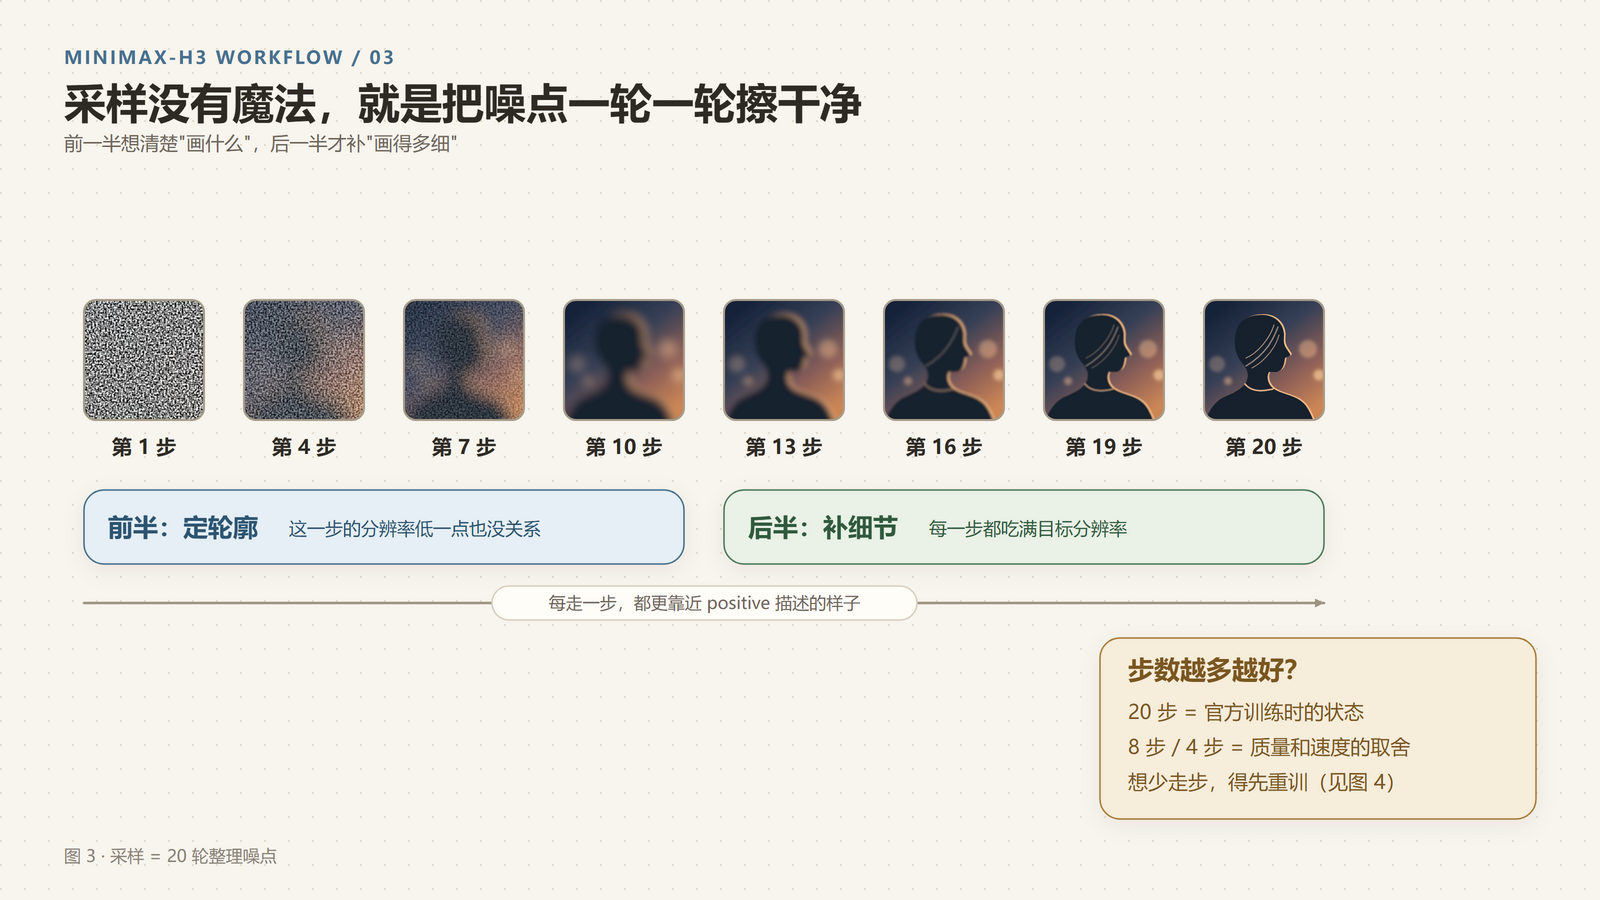 MINIMAX-H3 WORKFLOW / 03
采样没有魔法，就是把噪点一轮一轮擦干净
前一半想清楚"画什么"，后一半才补"画得多细"
第 1 步
第 4 步
第 7 步
第 10 步
第 13 步
第 16 步
第 19 步
第 20 步
前半：定轮廓 这一步的分辨率低一点也没关系
后半：补细节 每一步都吃满目标分辨率
每走一步，都更靠近 positive 描述的样子
步数越多越好？
20 步 = 官方训练时的状态
8 步 / 4 步 = 质量和速度的取舍
想少走步，得先重训（见图 4）
图 3 · 采样 = 20 轮整理噪点